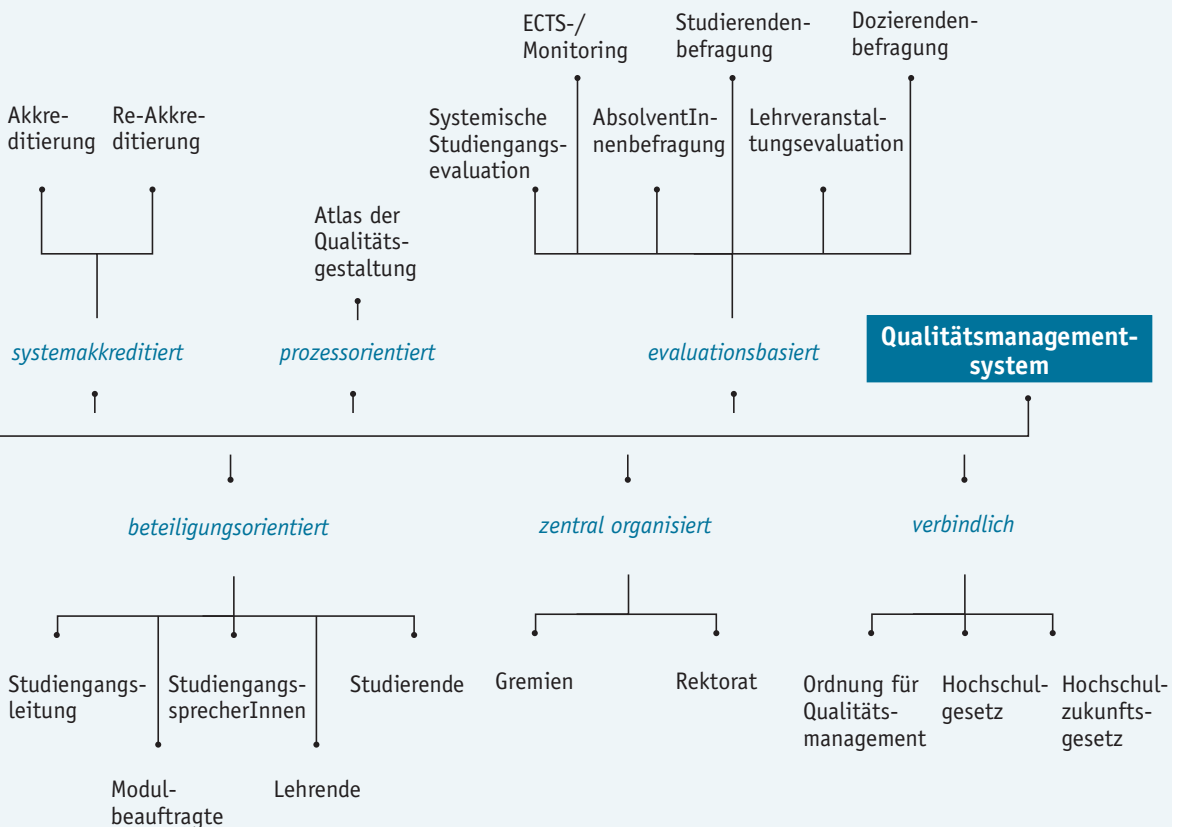 ECTS-/
Monitoring
Studierenden-
befragung
Dozierenden-
befragung
Akkre-
ditierung
Re-Akkre-
ditierung
Systemische
Studiengangs-
evaluation
AbsolventIn-
nenbefragung
Lehrveranstal-
tungsevaluation
Atlas der
Qualitäts-
gestaltung
systemakkreditiert
prozessorientiert
evaluationsbasiert
Qualitätsmanagement-
system
beteiligungsorientiert
zentral organisiert
verbindlich
Studiengangs-
leitung
Studiengangs-
sprecherInnen
Studierende
Gremien
Rektorat
Ordnung für
Qualitäts-
management
Hochschul-
gesetz
Hochschul-
zukunfts-
gesetz
Modul-
beauftragte
Lehrende